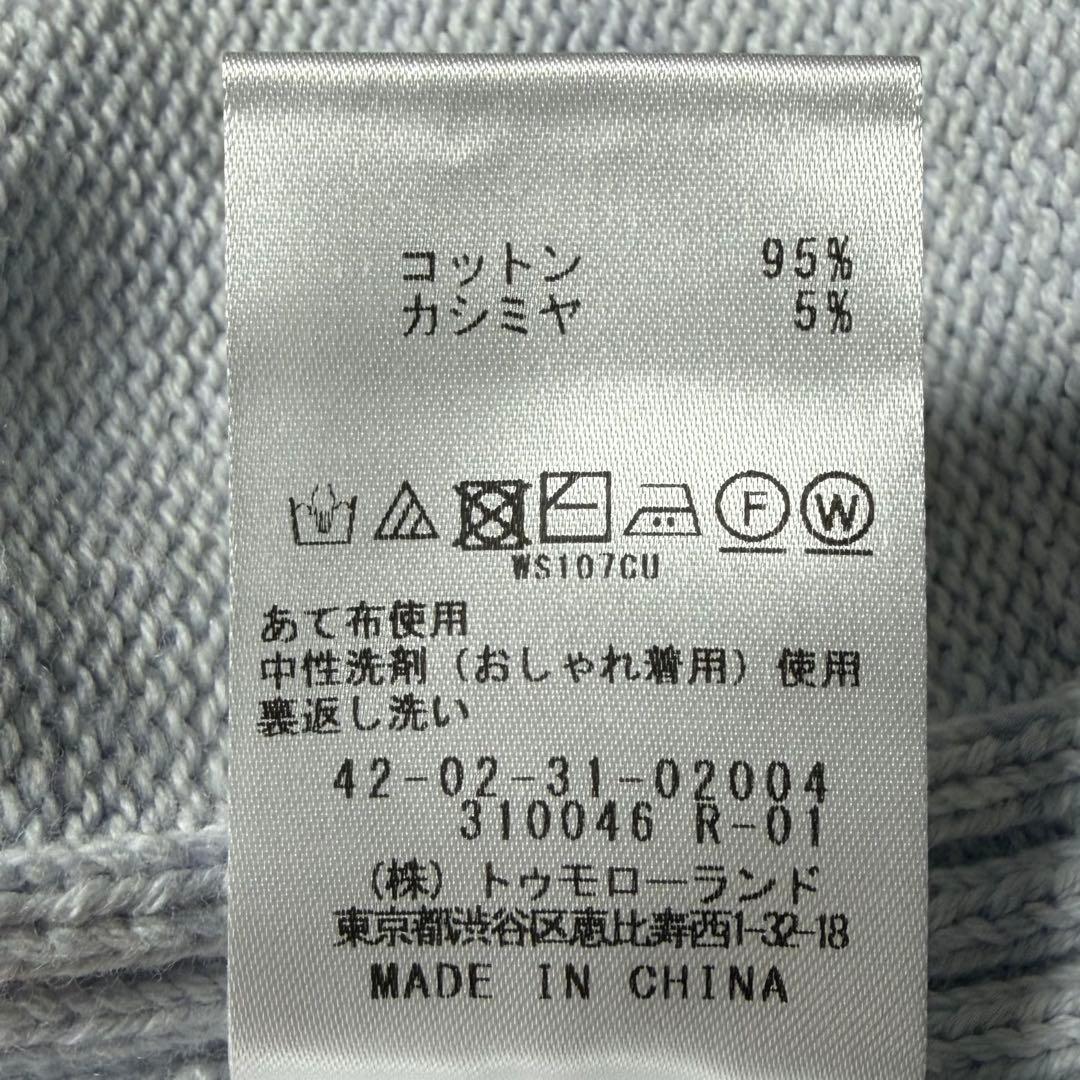 コットン 95%
カシミヤ 5%
F W
WS107CU
あて布使用
中性洗剤(おしゃれ着用)使用
裏返し洗い
42-02-31-02004
310046 R-01
(株)トゥモローランド
東京都渋谷区恵比寿西1-32-18
MADE IN CHINA